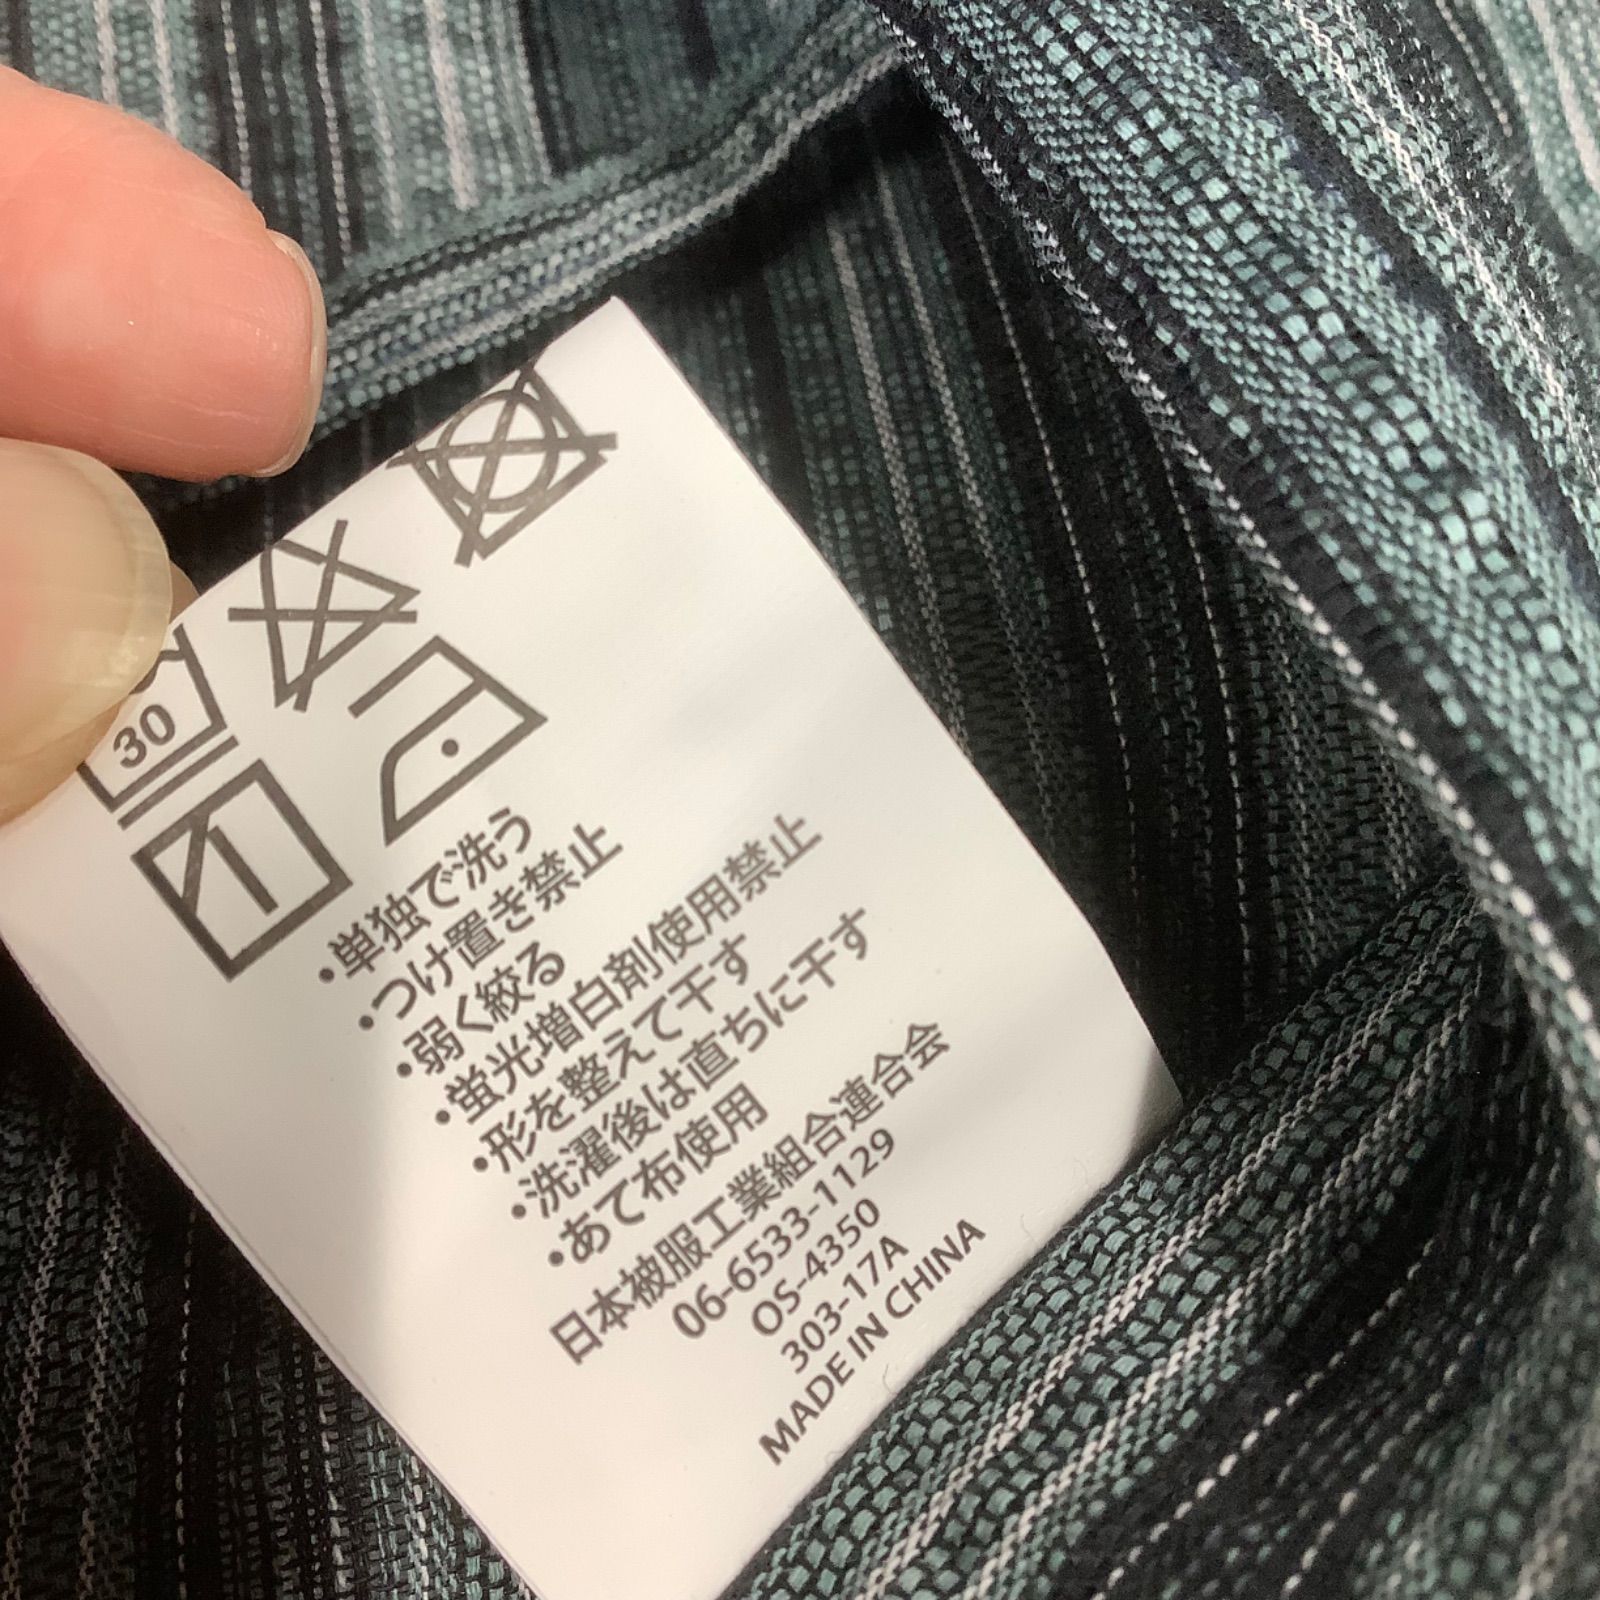 30
・単独で洗う
・つけ置き禁止
・弱く絞る
・蛍光増白剤使用禁止
・形を整えて干す
・洗濯後は直ちに干す
・あて布使用
日本被服工業組合連合会
06-6533-1129
OS-4350
303-17A
MADE IN CHINA